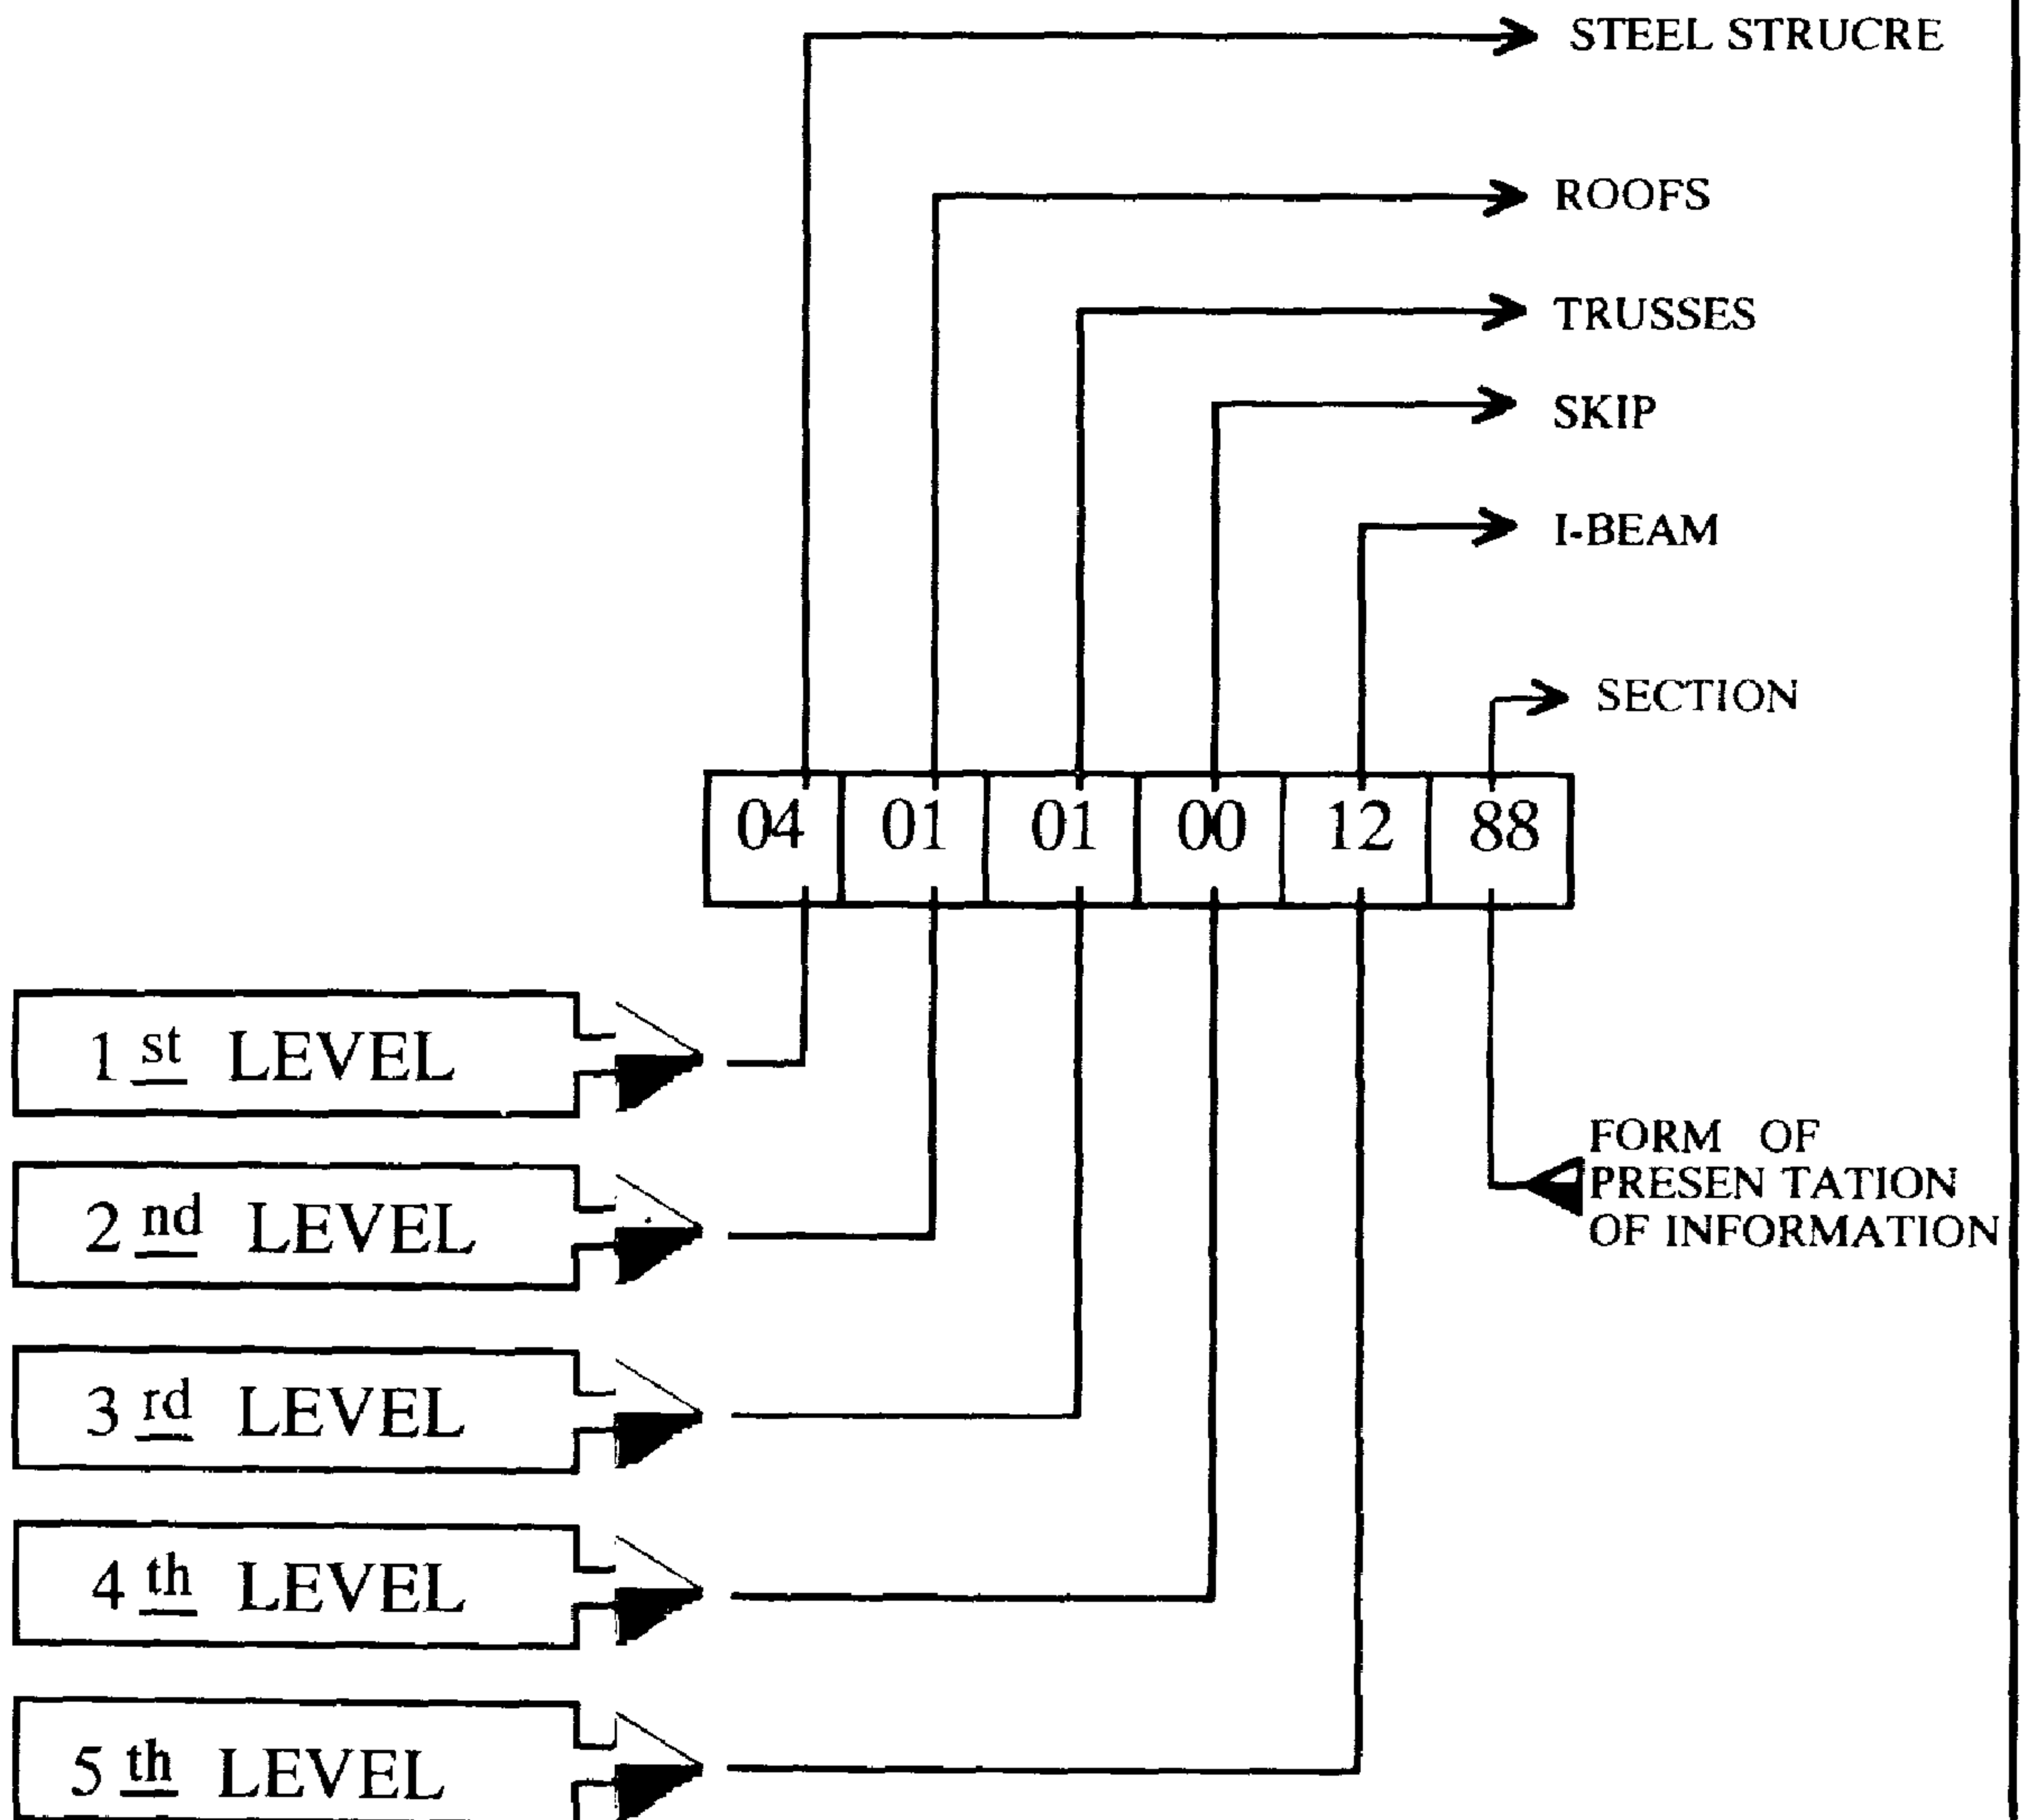 STEEL STRUCRE
ROOFS
TRUSSES
SKIP
I-BEAM
SECTION
04 01 01 00 12 88
1 st LEVEL
2 nd LEVEL
3 rd LEVEL
4 th LEVEL
5 th LEVEL
FORM OF
PRESEN TATION
OF INFORMATION